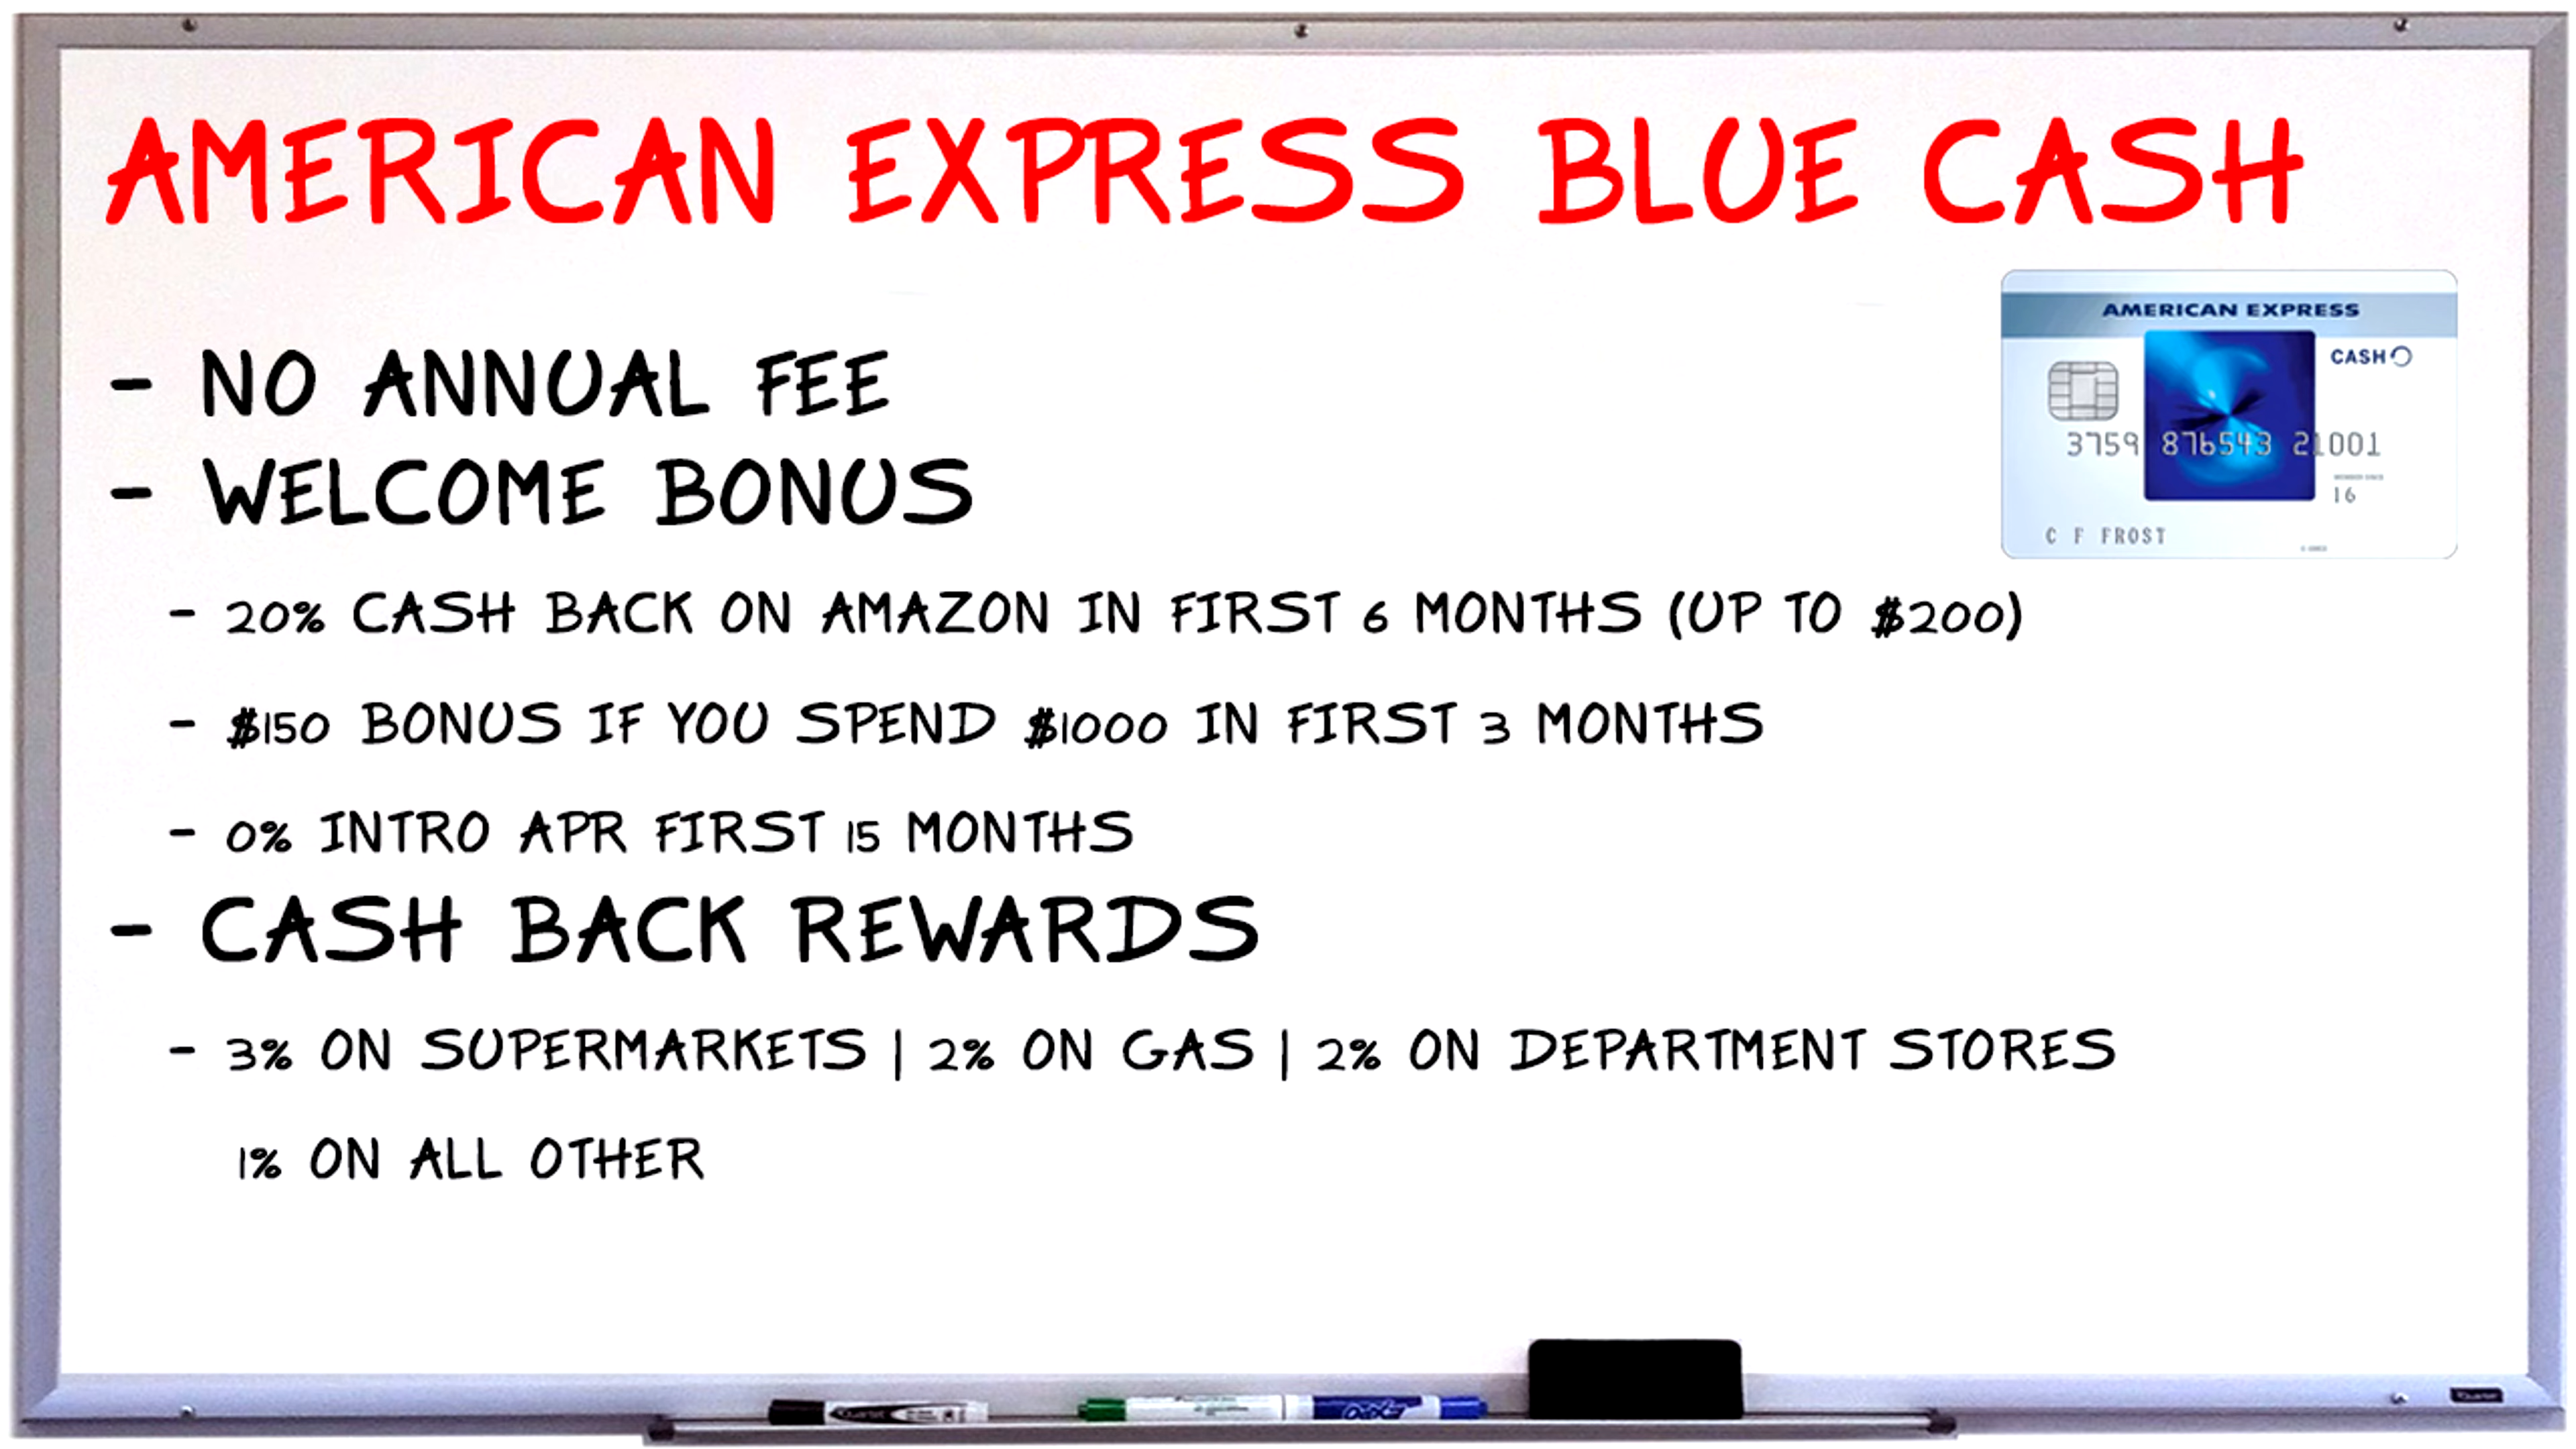 AMERICAN EXPRESS BLUE CASH
- NO ANNUAL FEE
- WELCOME BONUS
- 20% CASH BACK ON AMAZON IN FIRST 6 MONTHS (UP TO $200)
- $150 BONUS IF YOU SPEND $1000 IN FIRST 3 MONTHS
- 0% INTRO APR FIRST 15 MONTHS
- CASH BACK REWARDS
- 3% ON SUPERMARKETS | 2% ON GAS | 2% ON DEPARTMENT STORES
1% ON ALL OTHER
AMERICAN EXPRESS
CASH
3759 876543 21001
16
C F FROST
Quartet